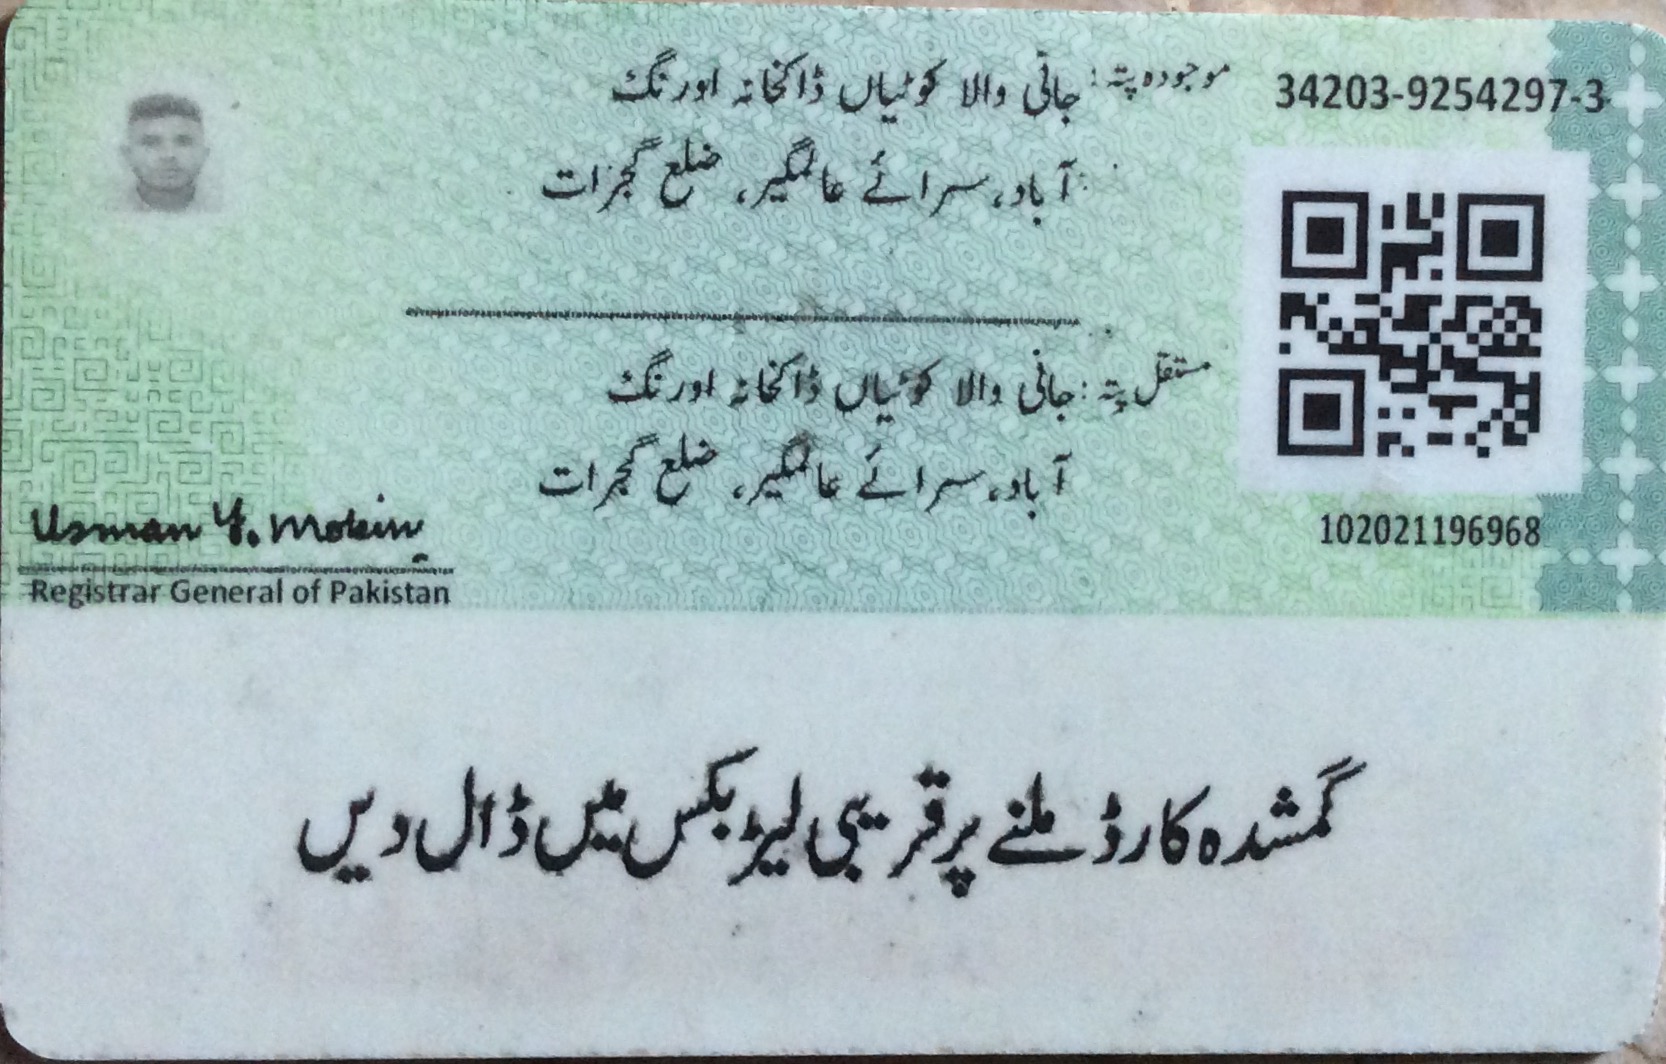 34203-9254297-3
موجودہ پتہ: جانی والا کوٹیاں ڈاکخانہ اورنگ
آباد، سرائے عالمگیر، ضلع گجرات
مستقل پتہ: جانی والا کوٹیاں ڈاکخانہ اورنگ
آباد، سرائے عالمگیر، ضلع گجرات
102021196968
Usman Y. Mobin
Registrar General of Pakistan
گمشدہ کارڈ ملنے پر قریبی لیٹر بکس میں ڈال دیں